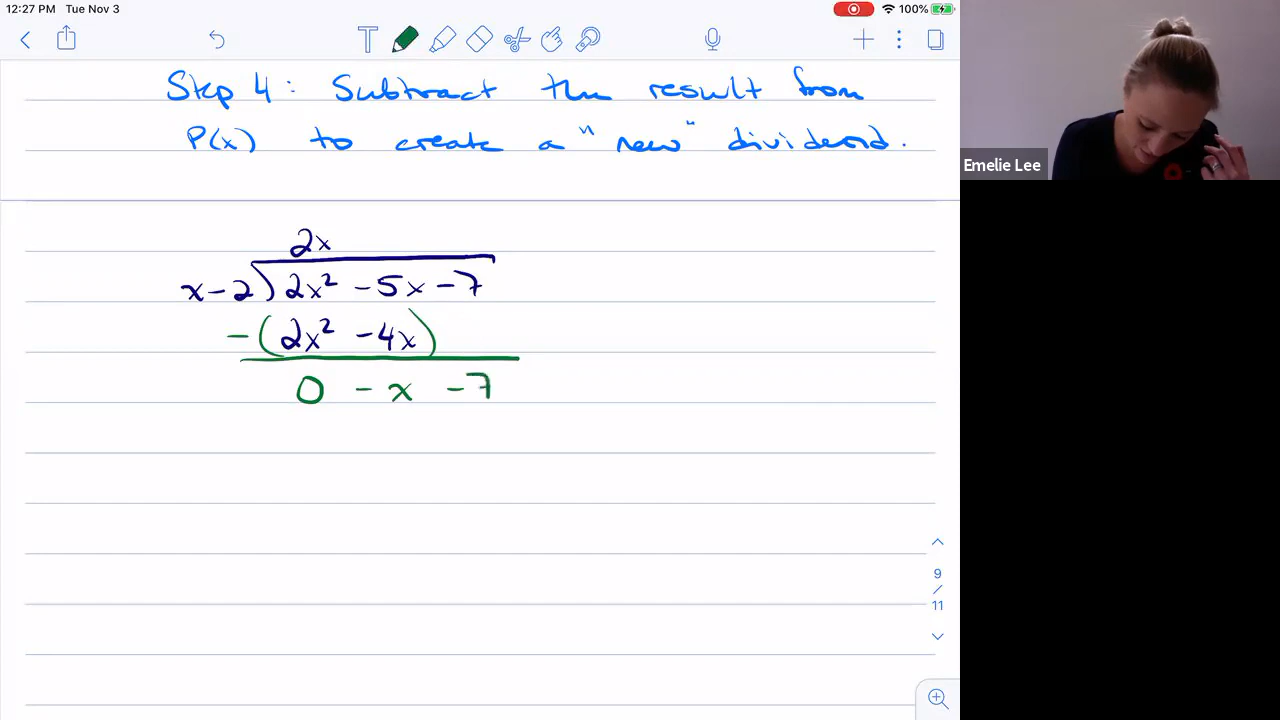 12:27 PM Tue Nov 3
100%
T
Step 4: Subtract the result from
P(x) to create a "new" dividend.
Emelie Lee
2x
x-2) 2x² -5x -7
-(2x² -4x)
0 -x -7
9
/
11